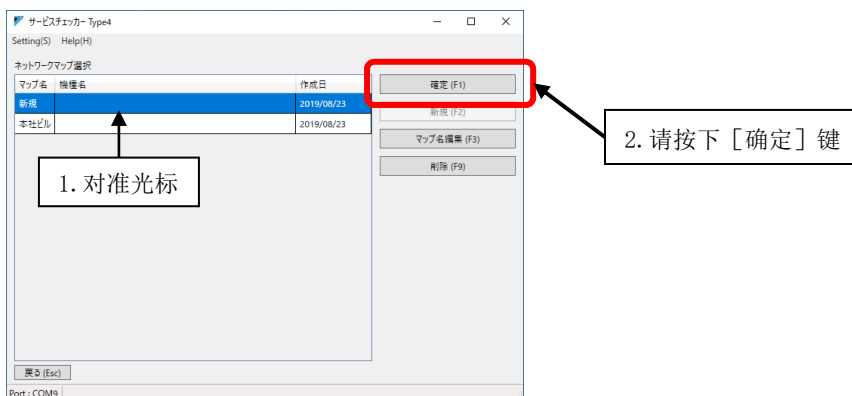 サービスチェッカー Type4
Setting(S) Help(H)
ネットワークマップ選択
マップ名 機種名 作成日
新規 2019/08/23
本社ビル 2019/08/23
確定 (F1)
新規 (F2)
マップ名編集 (F3)
削除 (F9)
1.对准光标
2.请按下［确定］键
戻る (Esc)
Port : COM9